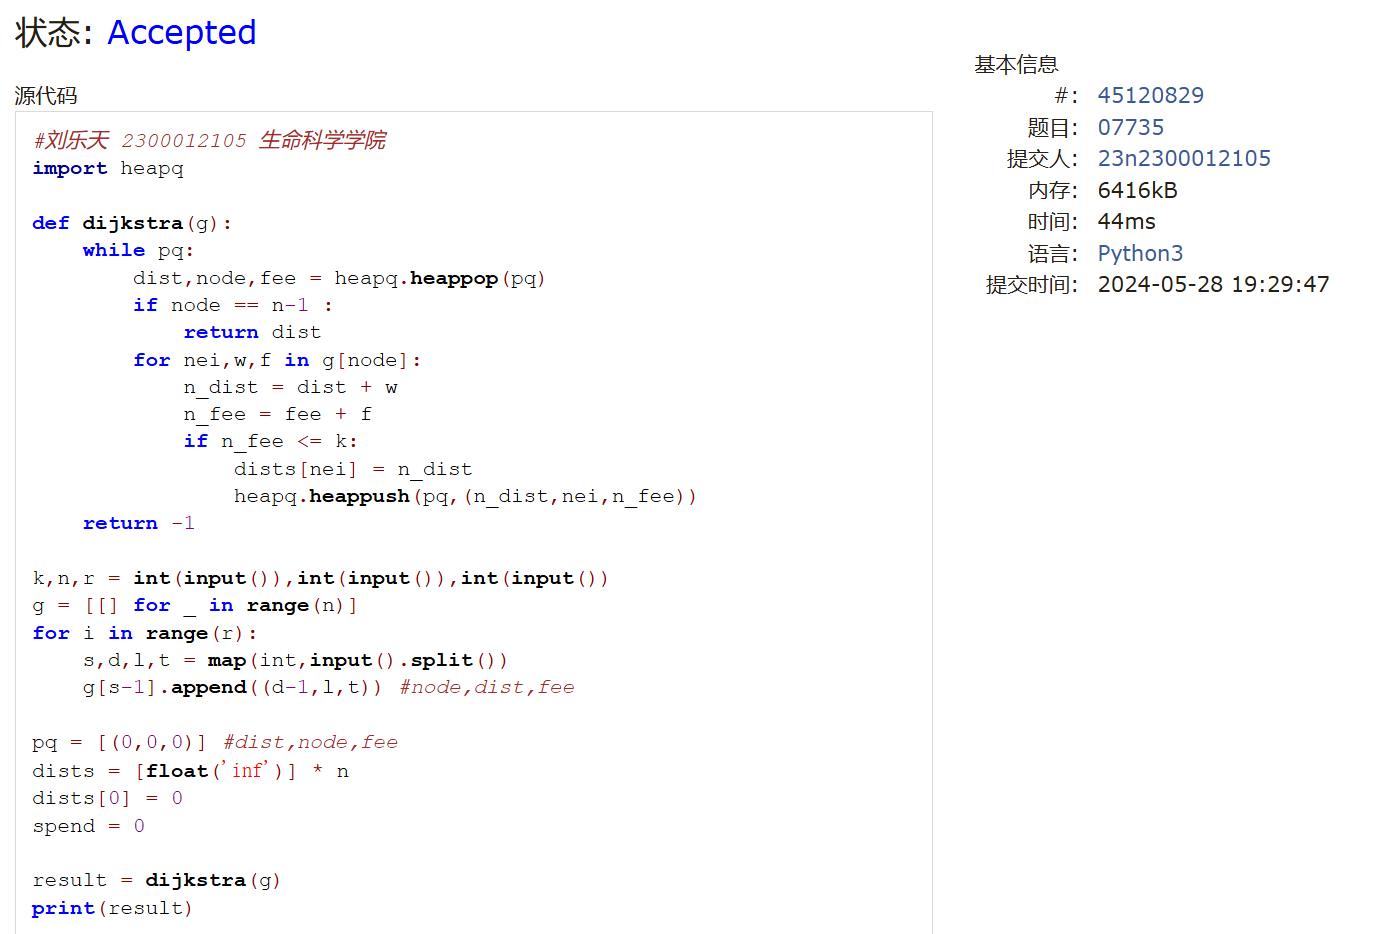 状态: Accepted
源代码
#刘乐天 2300012105 生命科学学院
import heapq
def dijkstra(g):
    while pq:
        dist,node,fee = heapq.heappop(pq)
        if node == n-1 :
            return dist
        for nei,w,f in g[node]:
            n_dist = dist + w
            n_fee = fee + f
            if n_fee <= k:
                dists[nei] = n_dist
                heapq.heappush(pq,(n_dist,nei,n_fee))
    return -1
k,n,r = int(input()),int(input()),int(input())
g = [[] for _ in range(n)]
for i in range(r):
    s,d,l,t = map(int,input().split())
    g[s-1].append((d-1,l,t)) #node,dist,fee
pq = [(0,0,0)] #dist,node,fee
dists = [float('inf')] * n
dists[0] = 0
spend = 0
result = dijkstra(g)
print(result)
基本信息
#: 45120829
题目: 07735
提交人: 23n2300012105
内存: 6416kB
时间: 44ms
语言: Python3
提交时间: 2024-05-28 19:29:47